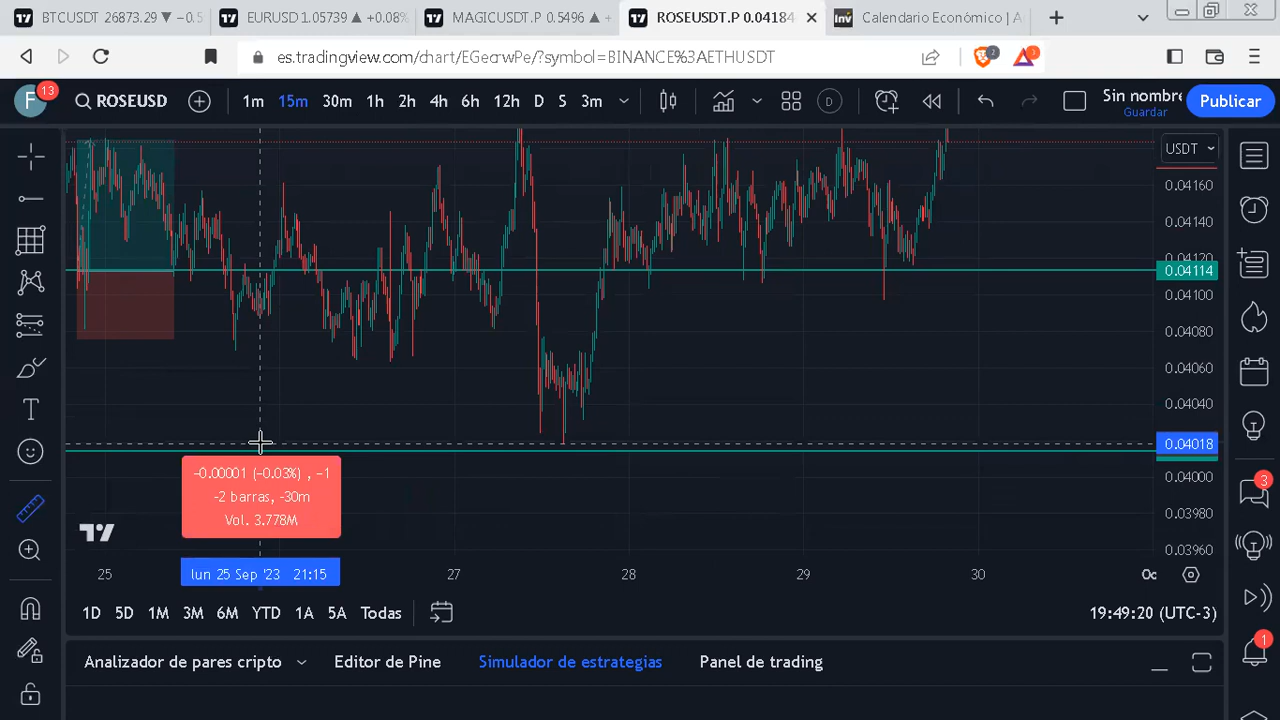 BTCUSDT 26873.29 ▼ −0.5
EURUSD 1.05739 ▲ +0.08%
MAGICUSDT.P 0.5496 ▲ +.
ROSEUSDT.P 0.04184
Inv
Calendario Económico | A
es.tradingview.com/chart/EGecrwPe/?symbol=BINANCE%3AETHUSDT
2
1
F
13
ROSEUSD
1m 15m 30m 1h 2h 4h 6h 12h D S 3m
D
Sin nombre
Guardar
Publicar
USDT
0.04160
0.04140
0.04120
0.04114
0.04100
0.04080
0.04060
0.04040
0.04018
0.04000
0.03980
0.03960
−0.00001 (−0.03%) , −1
-2 barras, -30m
Vol. 3.778M
25 27 28 29 30 Oc
lun 25 Sep '23 21:15
1D 5D 1M 3M 6M YTD 1A 5A Todas
19:49:20 (UTC-3)
Analizador de pares cripto
Editor de Pine
Simulador de estrategias
Panel de trading
3
1